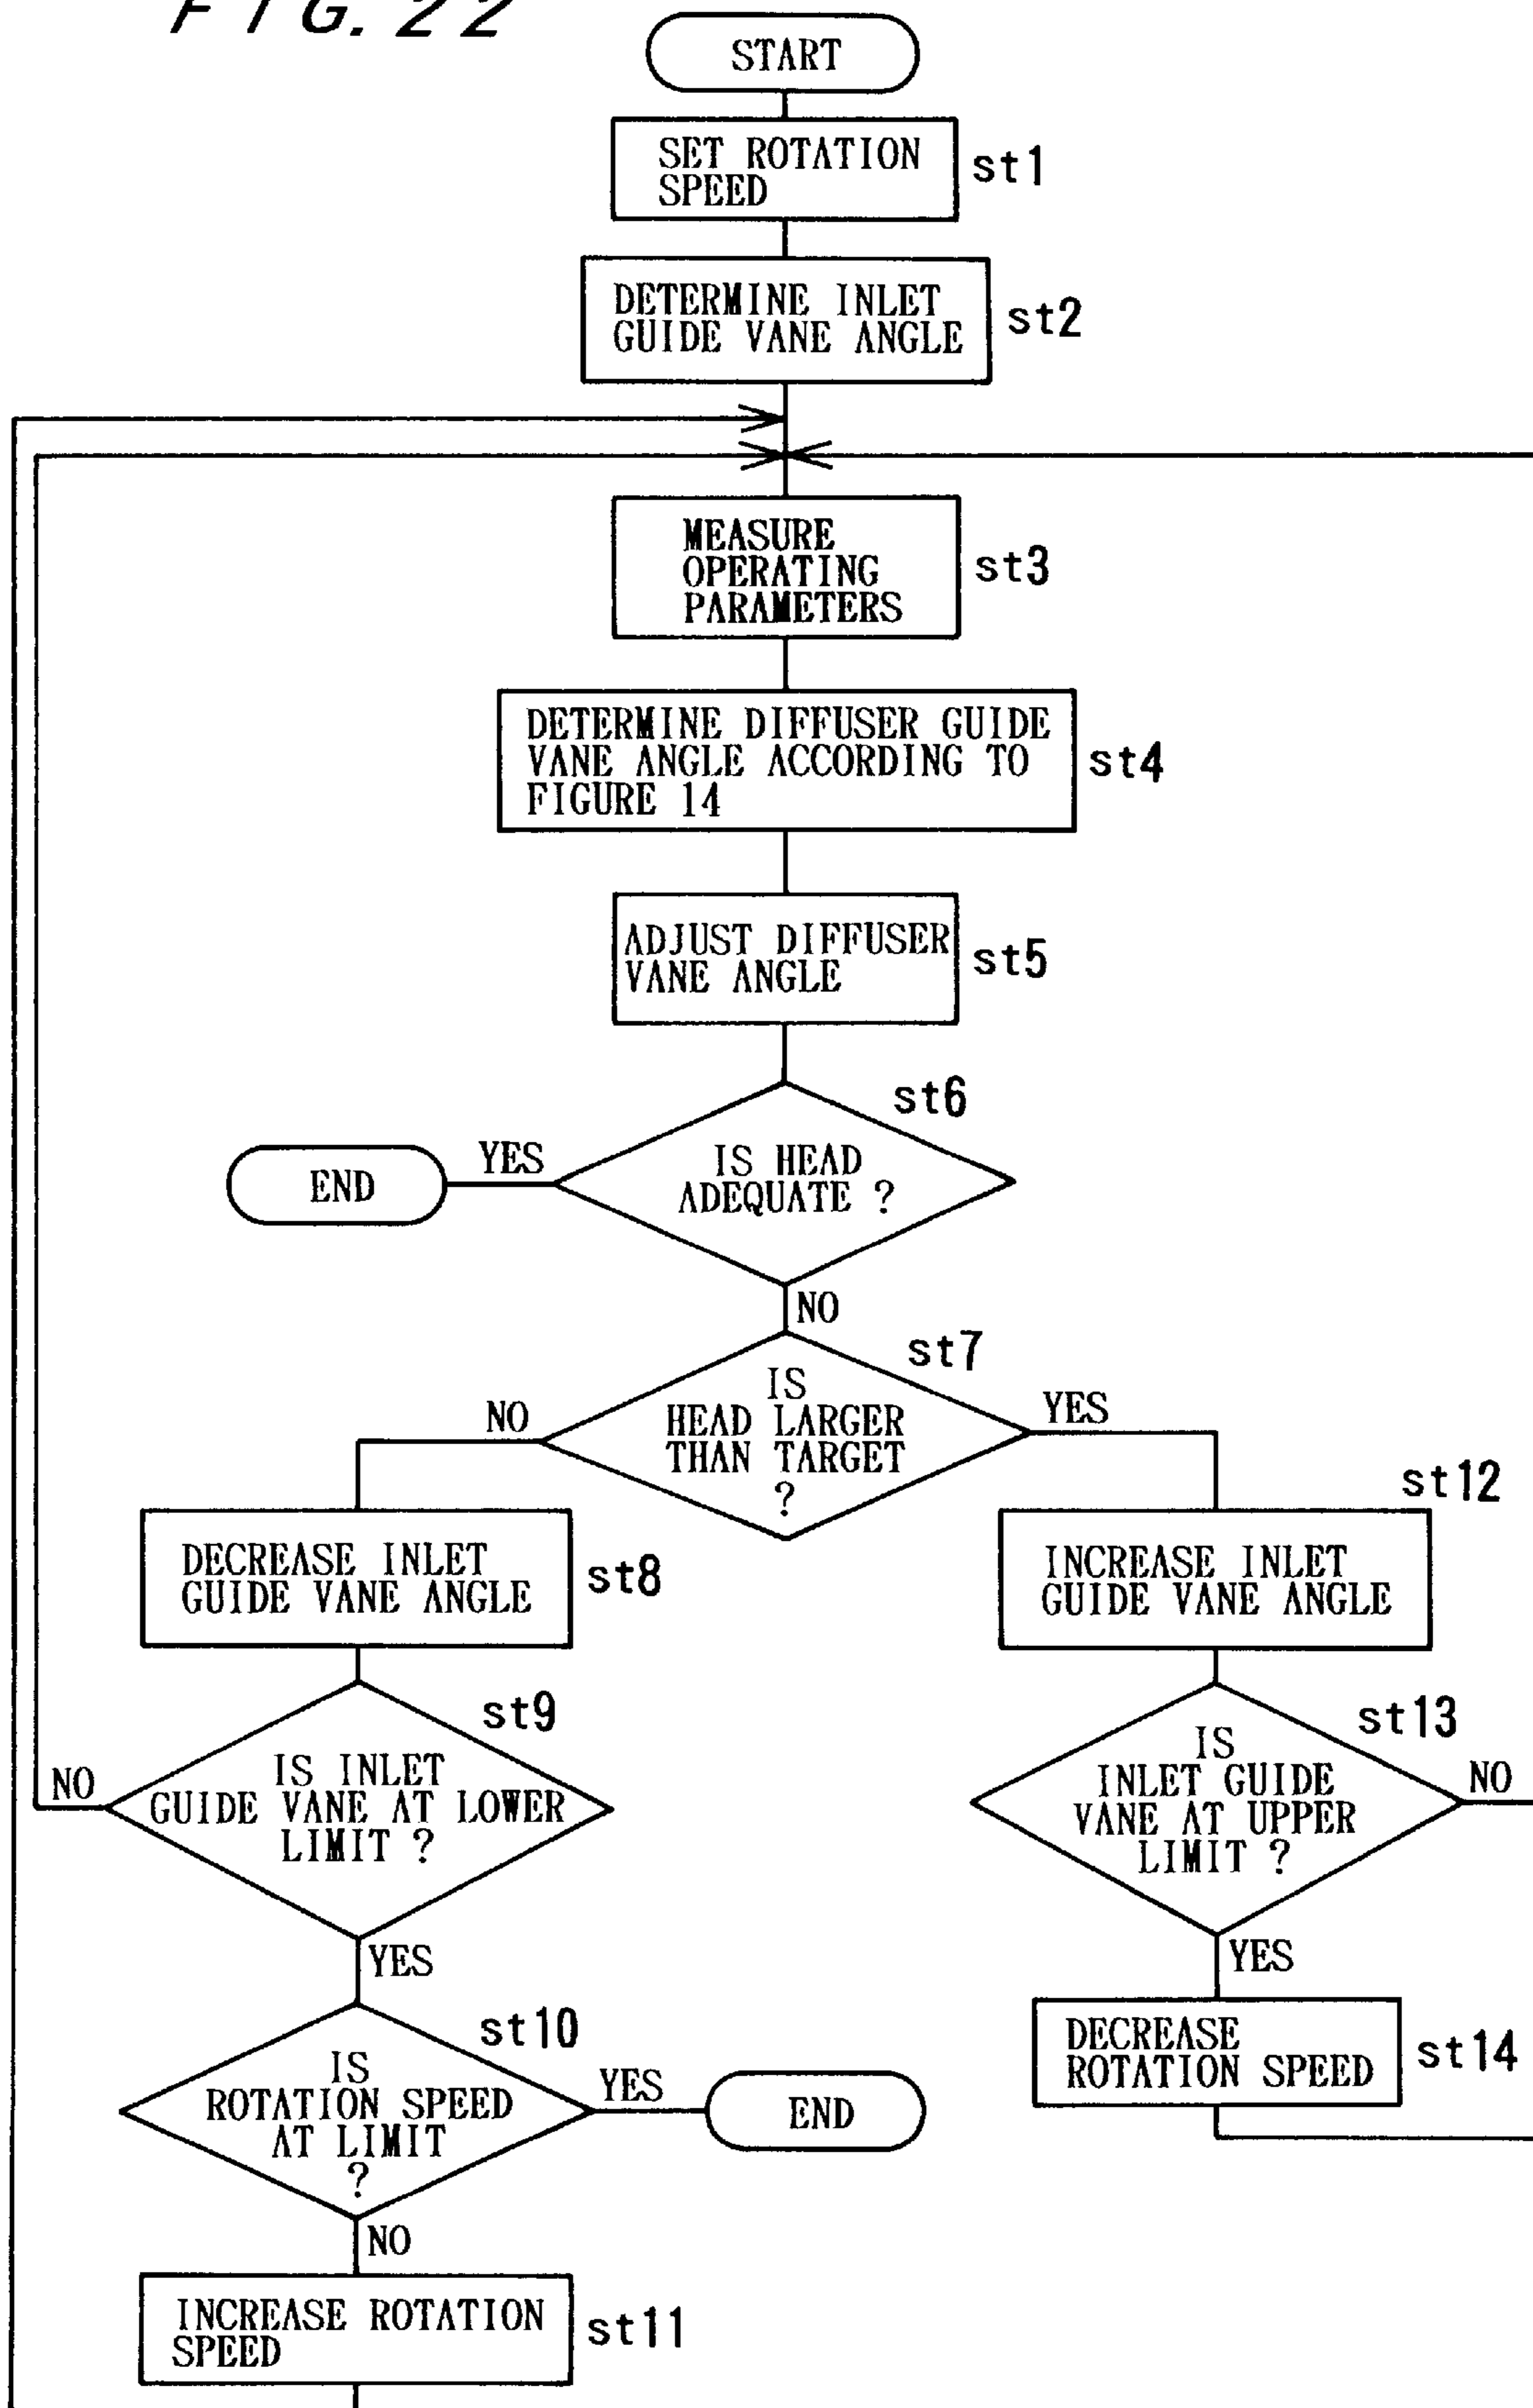 FIG. 22
START
SET ROTATION
SPEED
st1
DETERMINE INLET
GUIDE VANE ANGLE
st2
MEASURE
OPERATING
PARAMETERS
st3
DETERMINE DIFFUSER GUIDE
VANE ANGLE ACCORDING TO
FIGURE 14
st4
ADJUST DIFFUSER
VANE ANGLE
st5
st6
IS HEAD
ADEQUATE ?
YES
END
NO
st7
IS
HEAD LARGER
THAN TARGET
?
NO
YES
DECREASE INLET
GUIDE VANE ANGLE
st8
st12
INCREASE INLET
GUIDE VANE ANGLE
st9
IS INLET
GUIDE VANE AT LOWER
LIMIT ?
NO
YES
st13
IS
INLET GUIDE
VANE AT UPPER
LIMIT ?
NO
YES
st10
IS
ROTATION SPEED
AT LIMIT
?
YES
END
NO
DECREASE
ROTATION SPEED
st14
INCREASE ROTATION
SPEED
st11